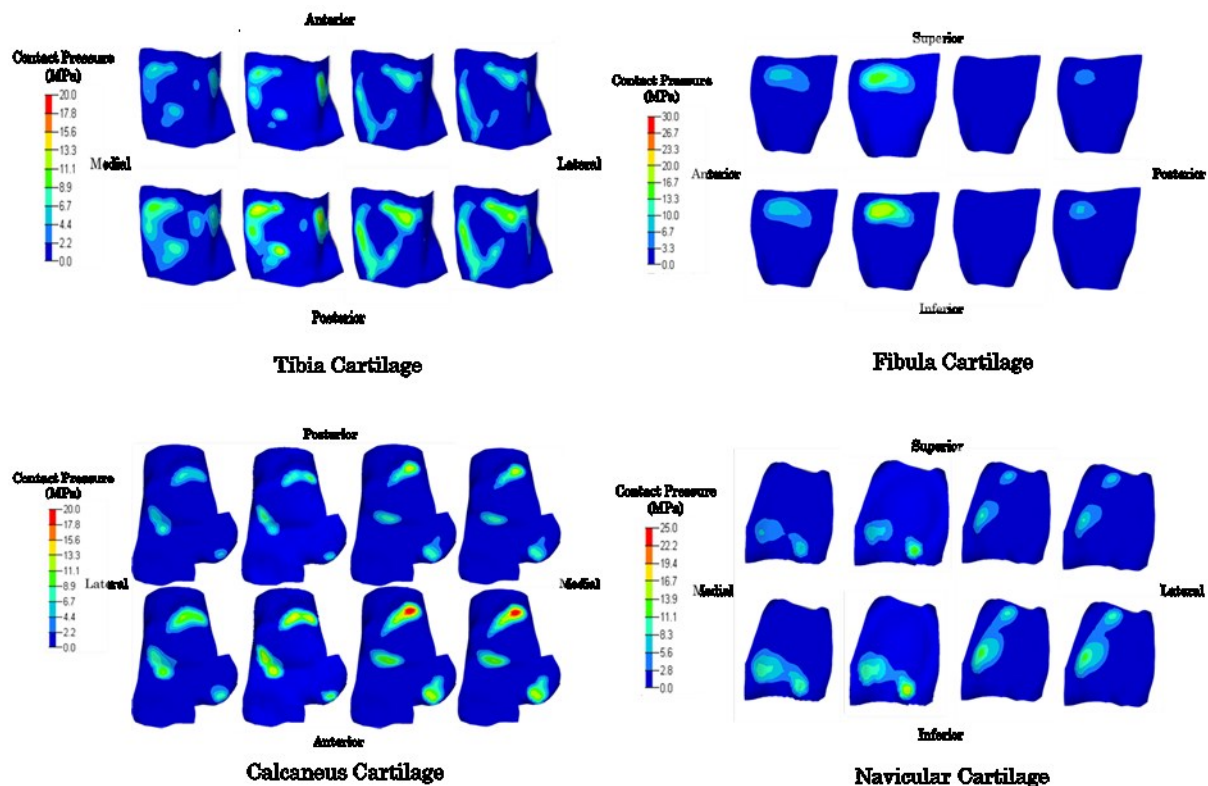 Anterior
Contact Pressure
(MPa)
20.0
17.8
15.6
13.3
11.1
8.9
6.7
4.4
2.2
0.0
Medial
Lateral
Posterior
Tibia Cartilage
Superior
Contact Pressure
(MPa)
30.0
26.7
23.3
20.0
16.7
13.3
10.0
6.7
3.3
0.0
Anterior
Posterior
Inferior
Fibula Cartilage
Posterior
Contact Pressure
(MPa)
20.0
17.8
15.6
13.3
11.1
8.9
6.7
4.4
2.2
0.0
Lateral
Medial
Anterior
Calcaneus Cartilage
Superior
Contact Pressure
(MPa)
25.0
22.2
19.4
16.7
13.9
11.1
8.3
5.6
2.8
0.0
Medial
Lateral
Inferior
Navicular Cartilage